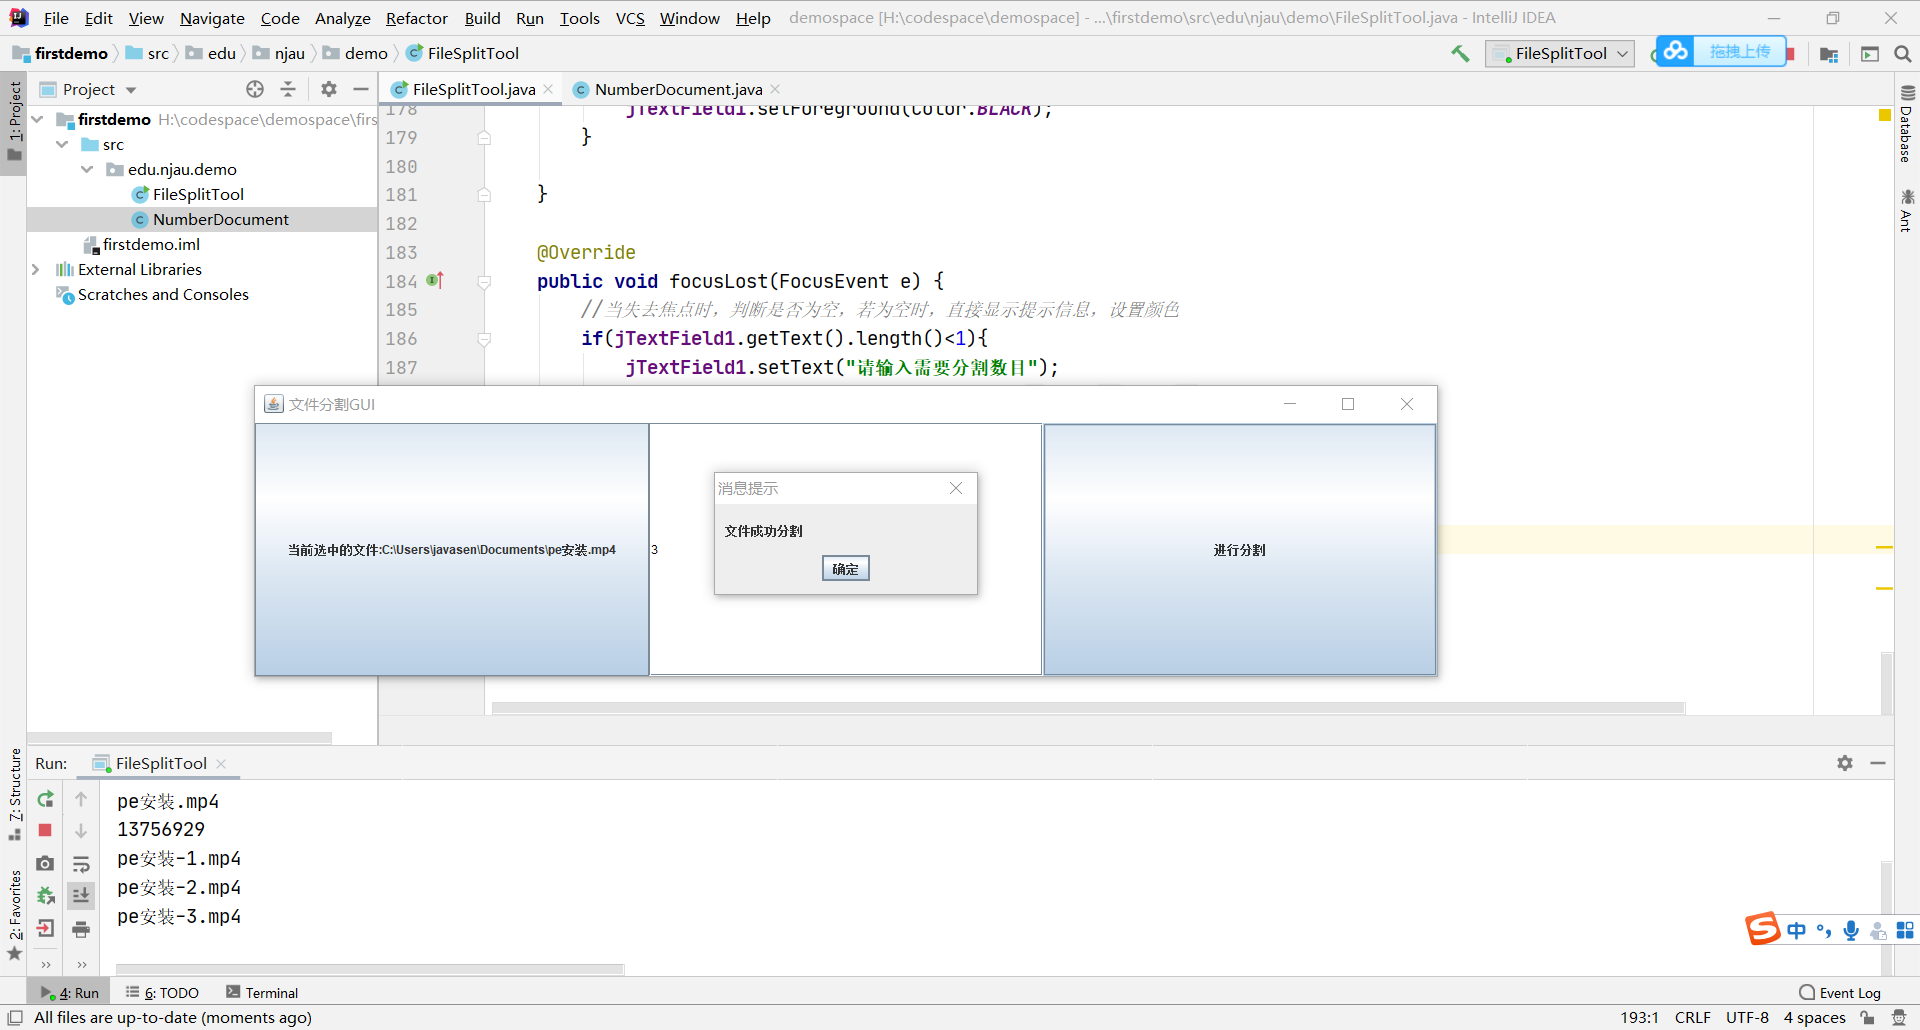 File Edit View Navigate Code Analyze Refactor Build Run Tools VCS Window Help demospace [H:\codespace\demospace] - ...\firstdemo\src\edu\njau\demo\FileSplitTool.java - IntelliJ IDEA
firstdemo src edu njau demo FileSplitTool FileSplitTool 拖拽上传
Project FileSplitTool.java NumberDocument.java
1: Project
firstdemo H:\codespace\demospace\firs
src
edu.njau.demo
FileSplitTool
NumberDocument
firstdemo.iml
External Libraries
Scratches and Consoles
178 jTextField1.setForeground(Color.BLACK);
179 }
180
181 }
182
183 @Override
184 public void focusLost(FocusEvent e) {
185 //当失去焦点时，判断是否为空，若为空时，直接显示提示信息，设置颜色
186 if(jTextField1.getText().length()<1){
187 jTextField1.setText("请输入需要分割数目");
Database
Ant
文件分割GUI
当前选中的文件:C:\Users\javasen\Documents\pe安装.mp4
3
消息提示
文件成功分割
确定
进行分割
7: Structure
2: Favorites
Run: FileSplitTool
pe安装.mp4
13756929
pe安装-1.mp4
pe安装-2.mp4
pe安装-3.mp4
中
4: Run 6: TODO Terminal Event Log
All files are up-to-date (moments ago) 193:1 CRLF UTF-8 4 spaces